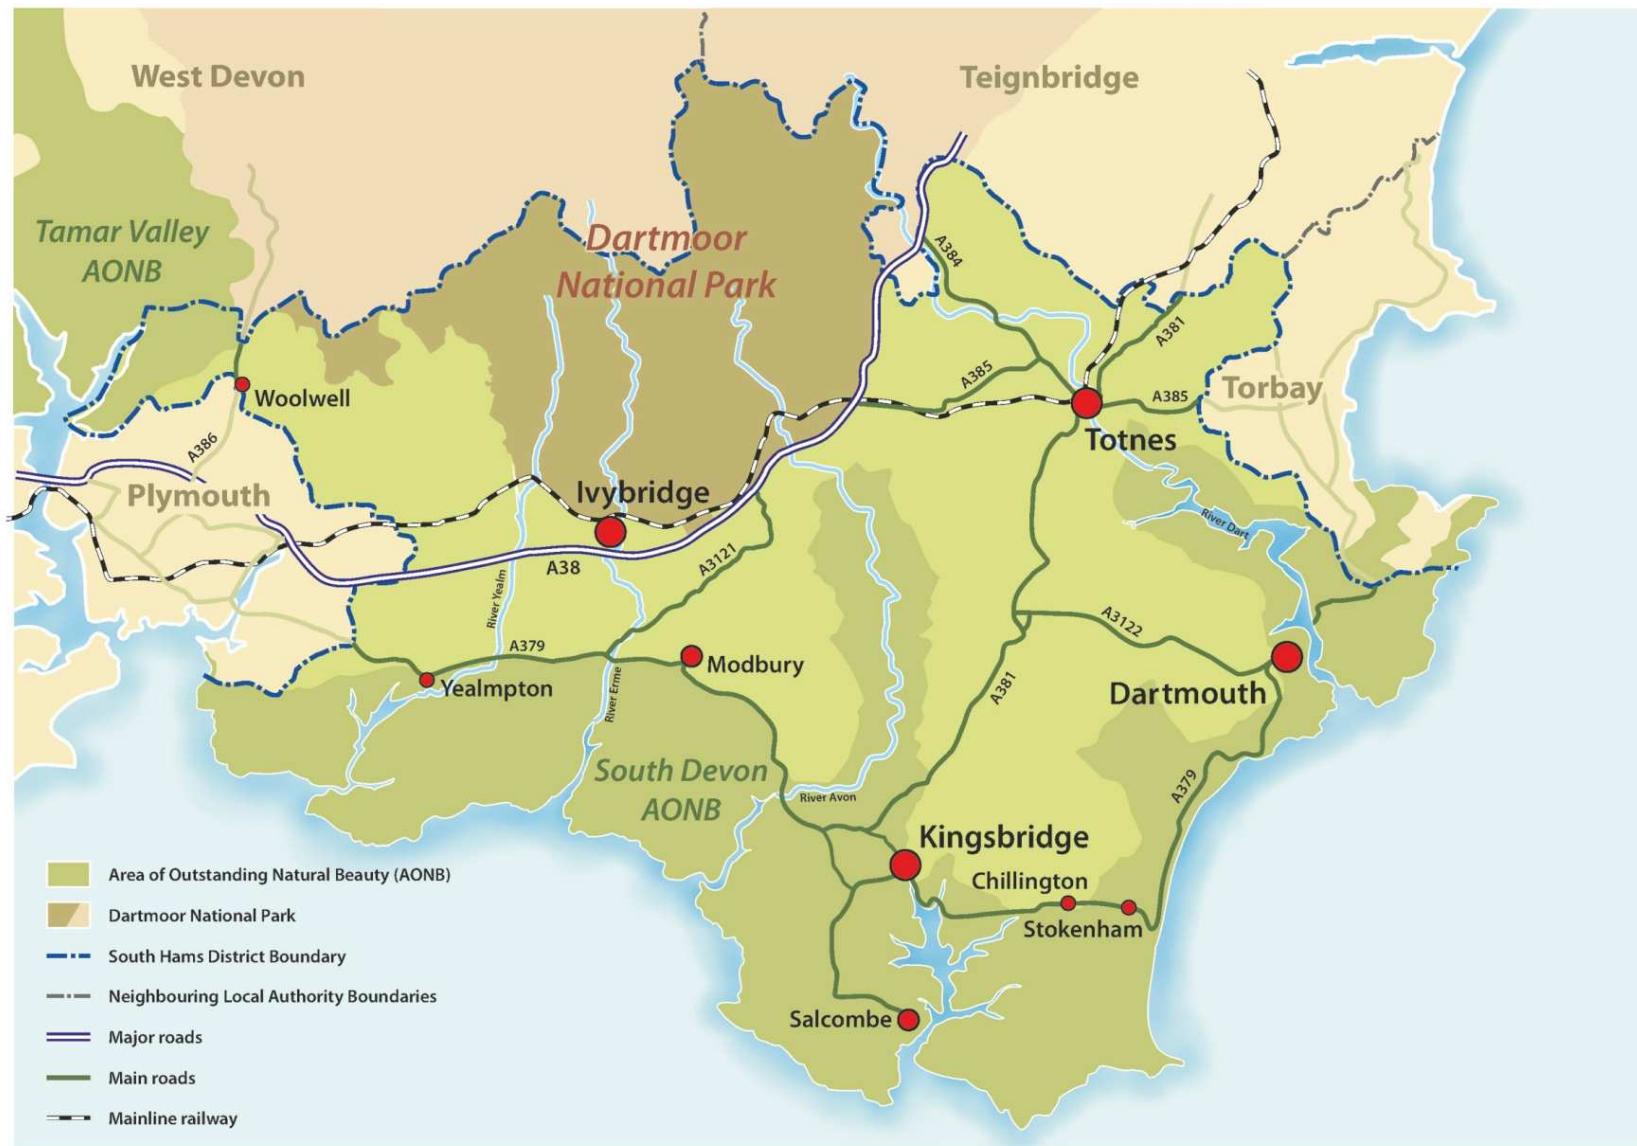 West Devon
Teignbridge
Tamar Valley
AONB
Dartmoor
National Park
A384
A381
A385
A385
Torbay
Woolwell
A386
Totnes
Plymouth
Ivybridge
River Dart
A38
A3121
River Yealm
A379
A3122
Modbury
Yealmpton
River Erme
A381
Dartmouth
South Devon
AONB
River Avon
A379
Kingsbridge
Chillington
Stokenham
Salcombe
Area of Outstanding Natural Beauty (AONB)
Dartmoor National Park
South Hams District Boundary
Neighbouring Local Authority Boundaries
Major roads
Main roads
Mainline railway